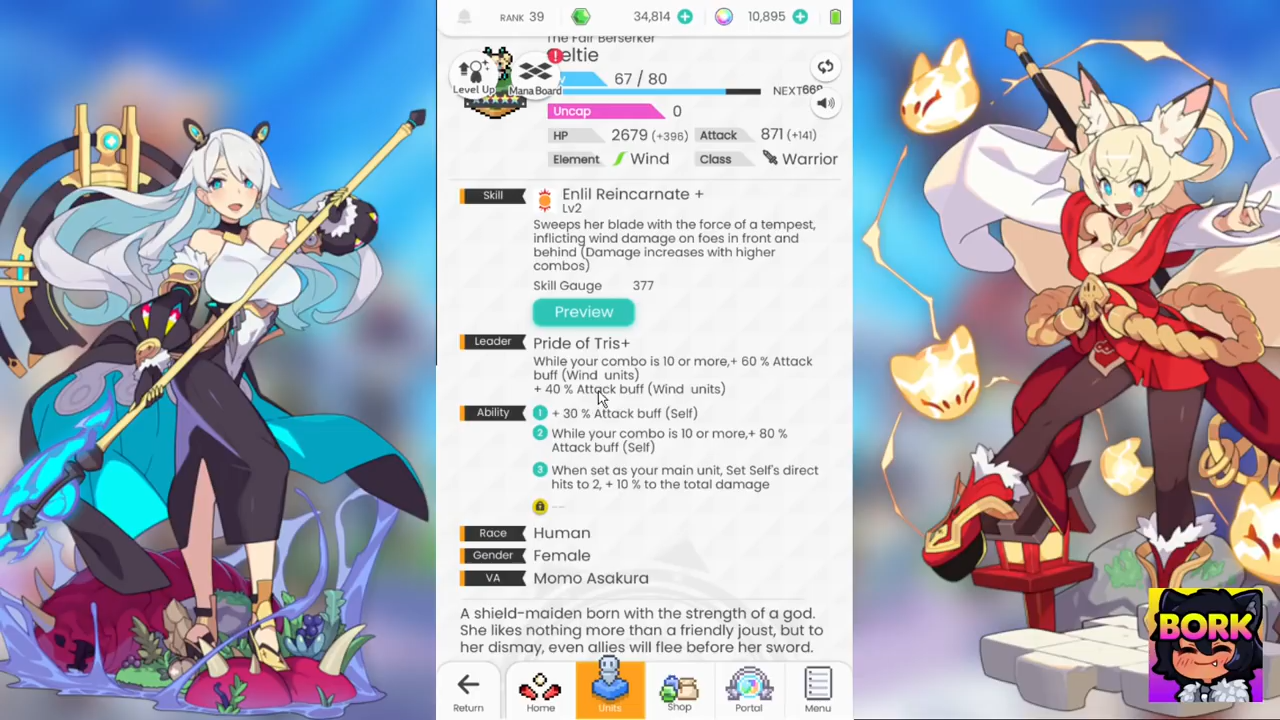 RANK 39
34,814
10,895
The Fair Berserker
eltie
Level Up
Mana Board
67 / 80
NEXT 668
Uncap 0
HP 2679 (+396) Attack 871 (+141)
Element Wind Class Warrior
Skill Enlil Reincarnate +
Lv2
Sweeps her blade with the force of a tempest,
inflicting wind damage on foes in front and
behind (Damage increases with higher
combos)
Skill Gauge 377
Preview
Leader Pride of Tris+
While your combo is 10 or more,+ 60 % Attack
buff (Wind units)
+ 40 % Attack buff (Wind units)
Ability 1 + 30 % Attack buff (Self)
2 While your combo is 10 or more,+ 80 %
Attack buff (Self)
3 When set as your main unit, Set Self's direct
hits to 2, + 10 % to the total damage
--
Race Human
Gender Female
VA Momo Asakura
A shield-maiden born with the strength of a god.
She likes nothing more than a friendly joust, but to
her dismay, even allies will flee before her sword.
Return
Home
Units
Shop
Portal
Menu
BORK